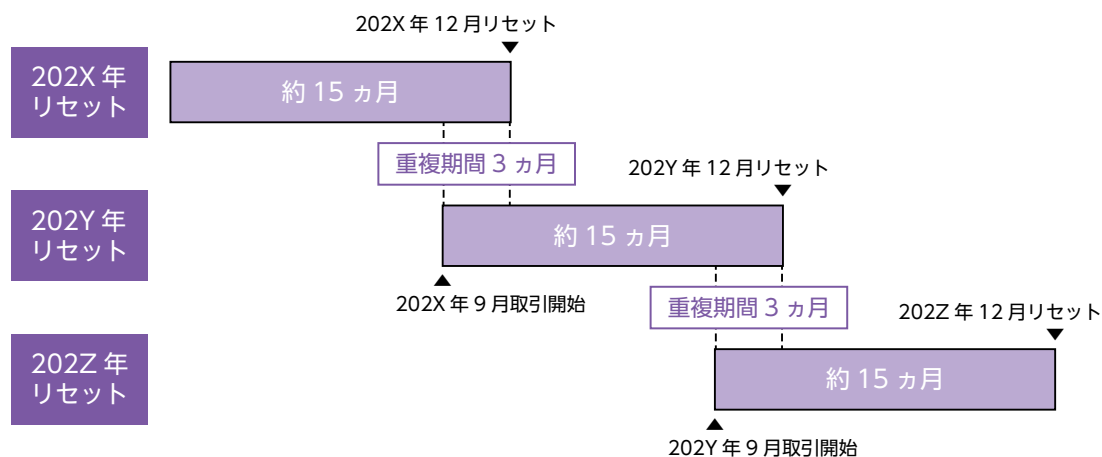 202X 年 12 月リセット
202X 年
リセット
約 15 ヵ月
重複期間 3 ヵ月
202Y 年 12 月リセット
202Y 年
リセット
約 15 ヵ月
202X 年 9 月取引開始
重複期間 3 ヵ月
202Z 年 12 月リセット
202Z 年
リセット
約 15 ヵ月
202Y 年 9 月取引開始